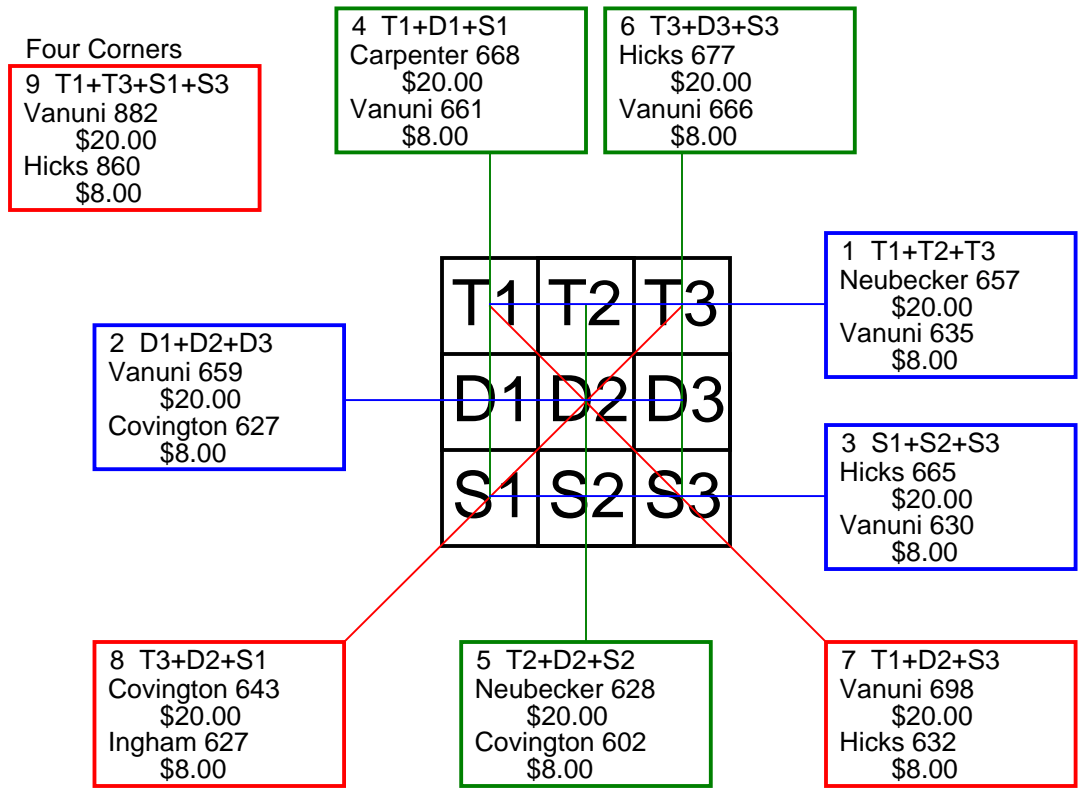 Four Corners
9 T1+T3+S1+S3
Vanuni 882
$20.00
Hicks 860
$8.00
4 T1+D1+S1
Carpenter 668
$20.00
Vanuni 661
$8.00
6 T3+D3+S3
Hicks 677
$20.00
Vanuni 666
$8.00
1 T1+T2+T3
Neubecker 657
$20.00
Vanuni 635
$8.00
2 D1+D2+D3
Vanuni 659
$20.00
Covington 627
$8.00
T1 T2 T3
D1 D2 D3
S1 S2 S3
3 S1+S2+S3
Hicks 665
$20.00
Vanuni 630
$8.00
8 T3+D2+S1
Covington 643
$20.00
Ingham 627
$8.00
5 T2+D2+S2
Neubecker 628
$20.00
Covington 602
$8.00
7 T1+D2+S3
Vanuni 698
$20.00
Hicks 632
$8.00